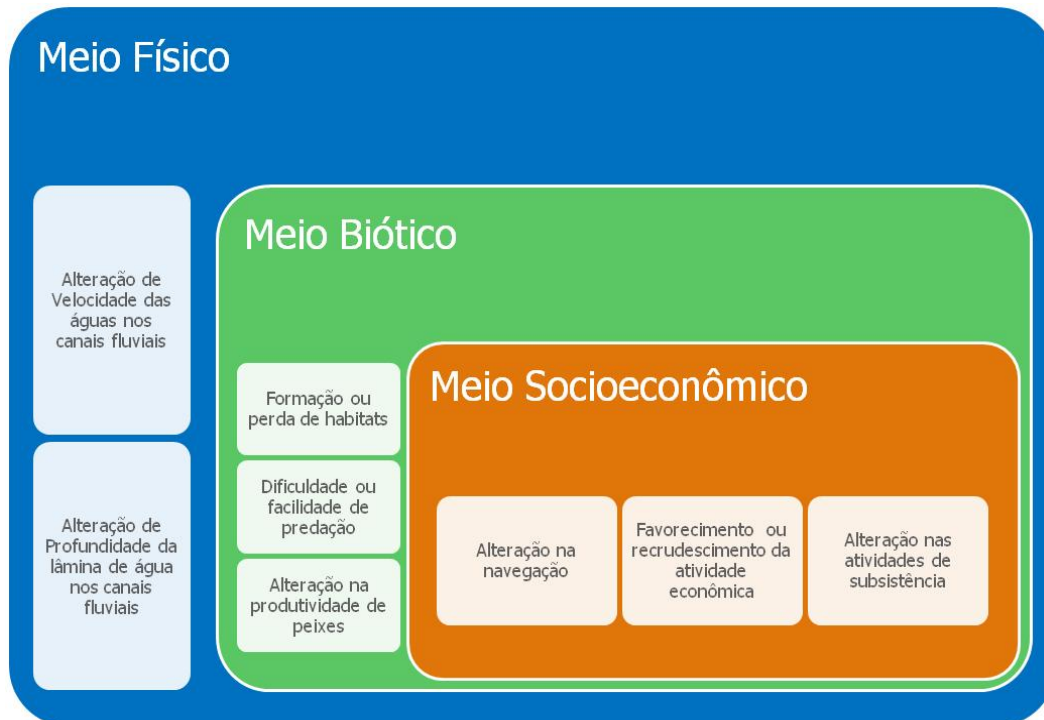 Meio Físico
Alteração de
Velocidade das
águas nos
canais fluviais
Alteração de
Profundidade da
lâmina de água
nos canais
fluviais
Meio Biótico
Formação ou
perda de habitats
Dificuldade ou
facilidade de
predação
Alteração na
produtividade de
peixes
Meio Socioeconômico
Alteração na
navegação
Favorecimento ou
recrudescimento da
atividade
econômica
Alteração nas
atividades de
subsistência